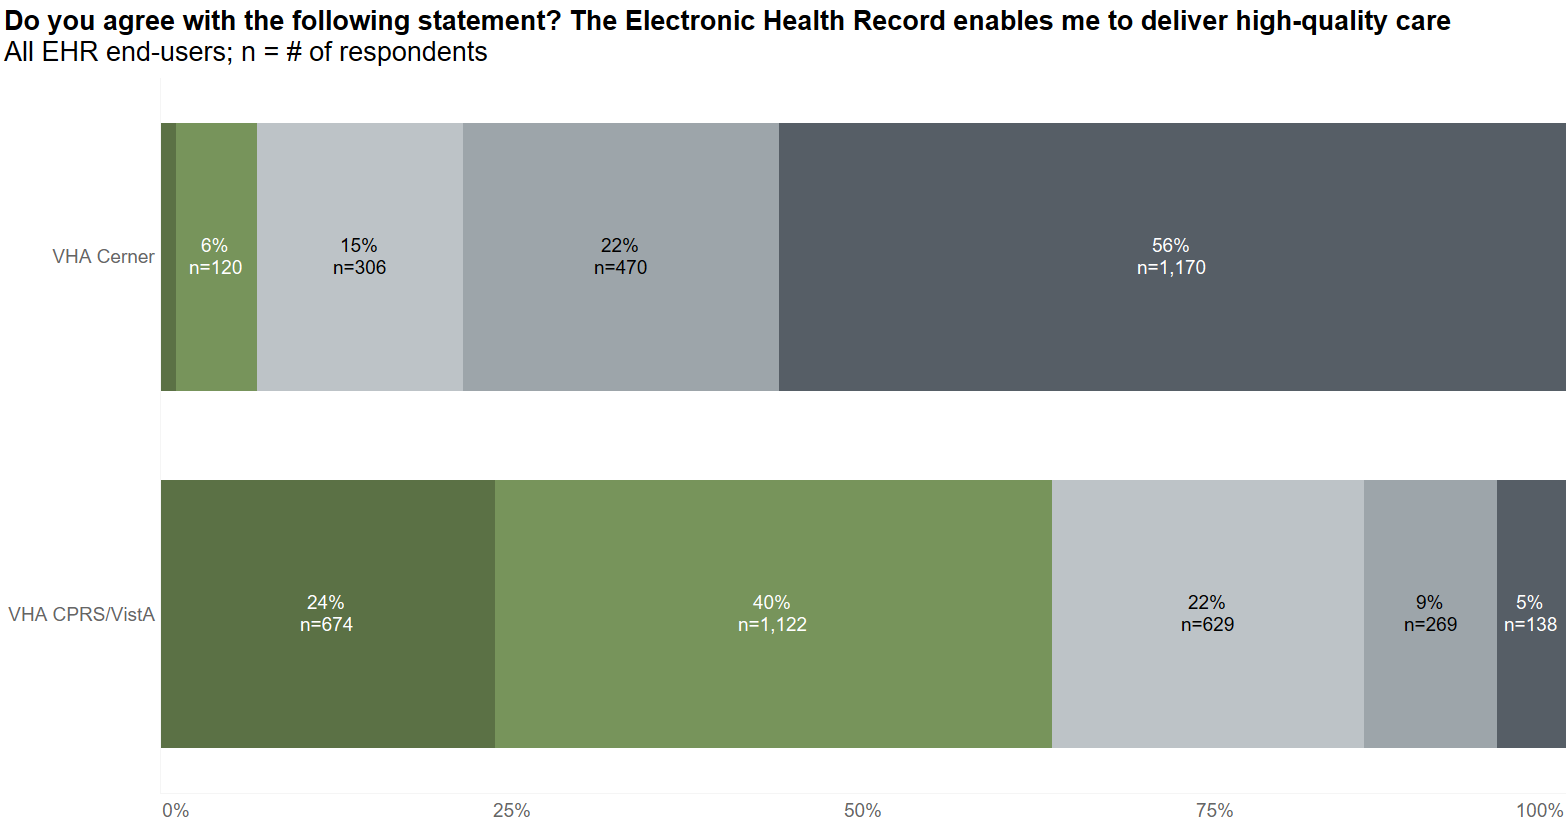 Do you agree with the following statement? The Electronic Health Record enables me to deliver high-quality care
All EHR end-users; n = # of respondents
VHA Cerner
6%
n=120
15%
n=306
22%
n=470
56%
n=1,170
VHA CPRS/VistA
24%
n=674
40%
n=1,122
22%
n=629
9%
n=269
5%
n=138
0%
25%
50%
75%
100%